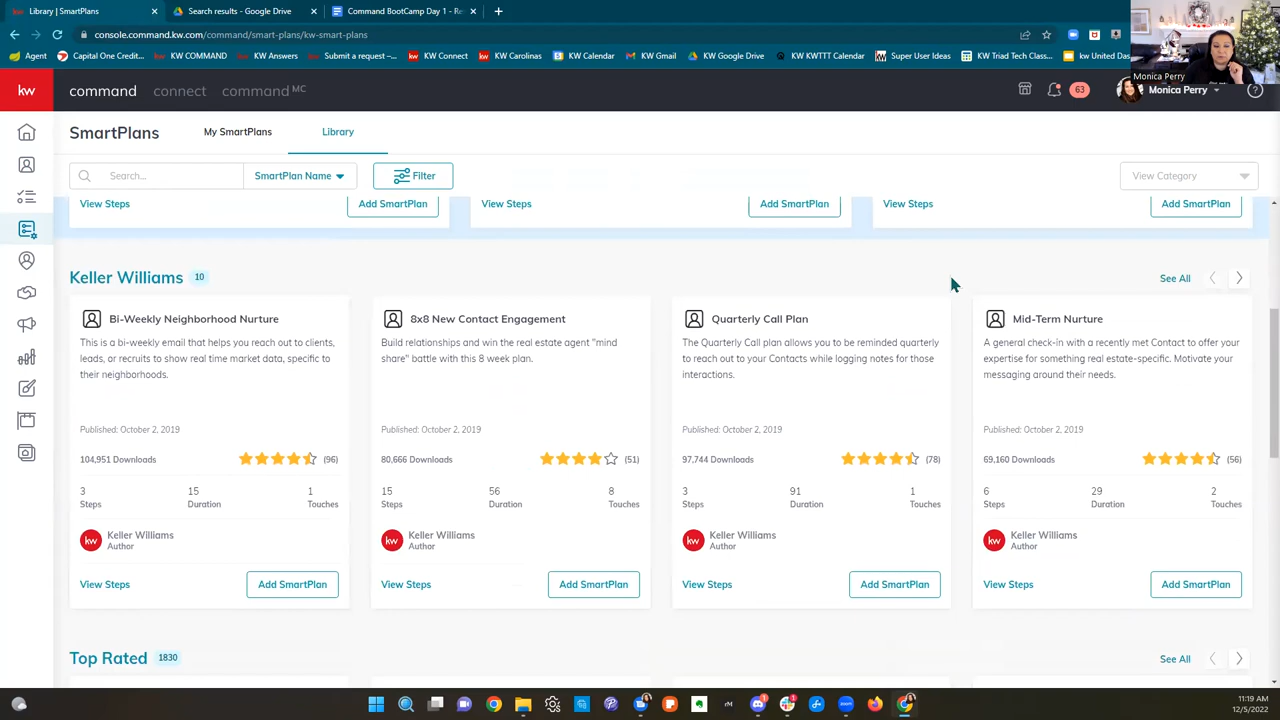 Library | SmartPlans
Search results - Google Drive
Command BootCamp Day 1 - Re
console.command.kw.com/command/smart-plans/kw-smart-plans
Agent
Capital One Credit...
KW COMMAND
KW Answers
Submit a request –...
KW Connect
KW Carolinas
KW Calendar
KW Gmail
KW Google Drive
KW KWTTT Calendar
Super User Ideas
KW Triad Tech Class...
kw United Das
Monica Perry
kw
command
connect
command MC
63
Monica Perry
SmartPlans
My SmartPlans
Library
Search...
SmartPlan Name
Filter
View Category
View Steps
Add SmartPlan
View Steps
Add SmartPlan
View Steps
Add SmartPlan
Keller Williams 10
See All
Bi-Weekly Neighborhood Nurture
This is a bi-weekly email that helps you reach out to clients,
leads, or recruits to show real time market data, specific to
their neighborhoods.
Published: October 2, 2019
104,951 Downloads
(96)
3 15 1
Steps Duration Touches
kw
Keller Williams
Author
View Steps
Add SmartPlan
8x8 New Contact Engagement
Build relationships and win the real estate agent "mind
share" battle with this 8 week plan.
Published: October 2, 2019
80,666 Downloads
(51)
15 56 8
Steps Duration Touches
kw
Keller Williams
Author
View Steps
Add SmartPlan
Quarterly Call Plan
The Quarterly Call plan allows you to be reminded quarterly
to reach out to your Contacts while logging notes for those
interactions.
Published: October 2, 2019
97,744 Downloads
(78)
3 91 1
Steps Duration Touches
kw
Keller Williams
Author
View Steps
Add SmartPlan
Mid-Term Nurture
A general check-in with a recently met Contact to offer your
expertise for something real estate-specific. Motivate your
messaging around their needs.
Published: October 2, 2019
69,160 Downloads
(56)
6 29 2
Steps Duration Touches
kw
Keller Williams
Author
View Steps
Add SmartPlan
Top Rated 1830
See All
11:19 AM
12/5/2022